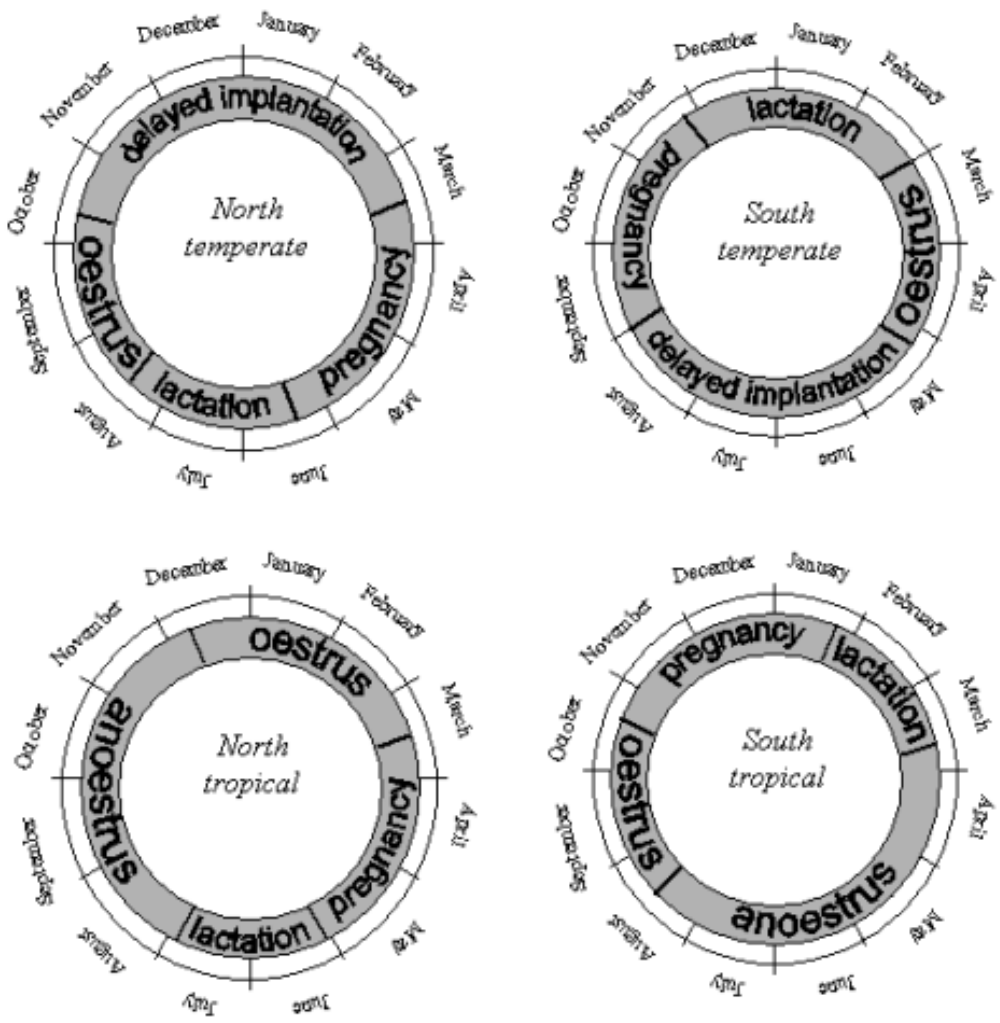 December
January
February
March
April
May
June
July
August
September
October
November
delayed implantation
pregnancy
lactation
oestrus
North
temperate
December
January
February
March
April
May
June
July
August
September
October
November
lactation
oestrus
delayed implantation
pregnancy
South
temperate
December
January
February
March
April
May
June
July
August
September
October
November
oestrus
pregnancy
lactation
anoestrus
North
tropical
December
January
February
March
April
May
June
July
August
September
October
November
pregnancy
lactation
anoestrus
oestrus
South
tropical